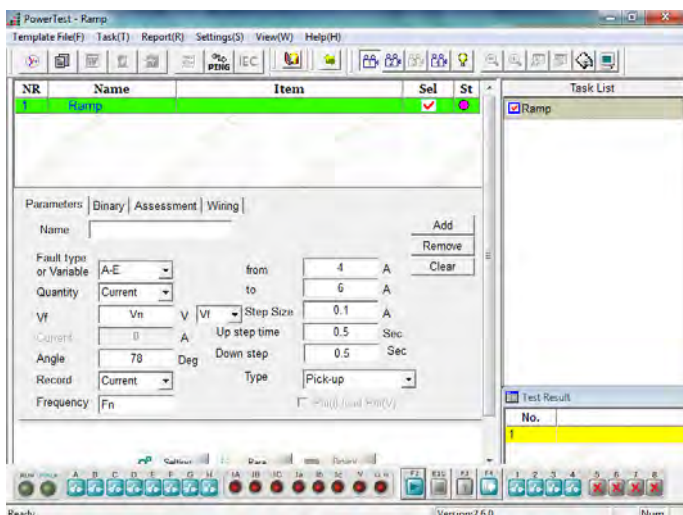 PowerTest - Ramp
Template File(F) Task(T) Report(R) Settings(S) View(W) Help(H)
PING IEC
NR Name Item Sel St
1 Ramp
Task List
Ramp
Parameters Binary Assessment Wiring
Name
Add
Remove
Clear
Fault type
or Variable A-E from 4 A
Quantity Current to 6 A
Vf Vn V Vf Step Size 0.1 A
Current 0 A Up step time 0.5 Sec
Angle 78 Deg Down step 0.5 Sec
Record Current Type Pick-up
Frequency Fn
Test Result
No.
1
A B C D E F G H IA IB IC Ia Ib Ic V F2 ESC F3 F4 1 2 3 4 5 6 7 8
Ready Version:2.6.0 Num